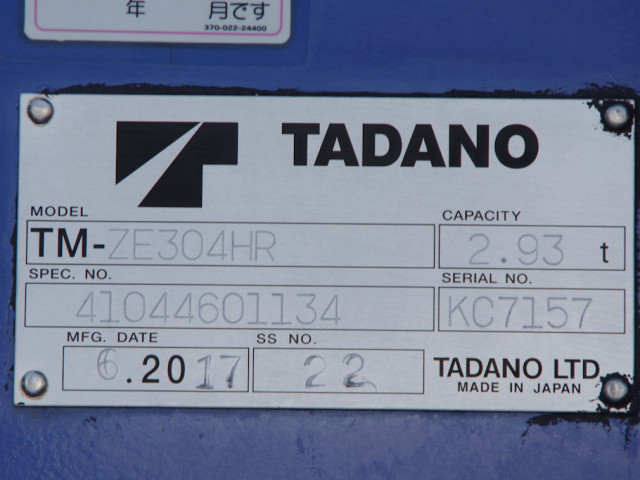 年 月です
370-022-24400
TADANO
MODEL CAPACITY
TM-ZE304HR 2.93 t
SPEC. NO. SERIAL NO.
41044601134 KC7157
MFG. DATE SS NO.
6.2017 22
TADANO LTD
MADE IN JAPAN